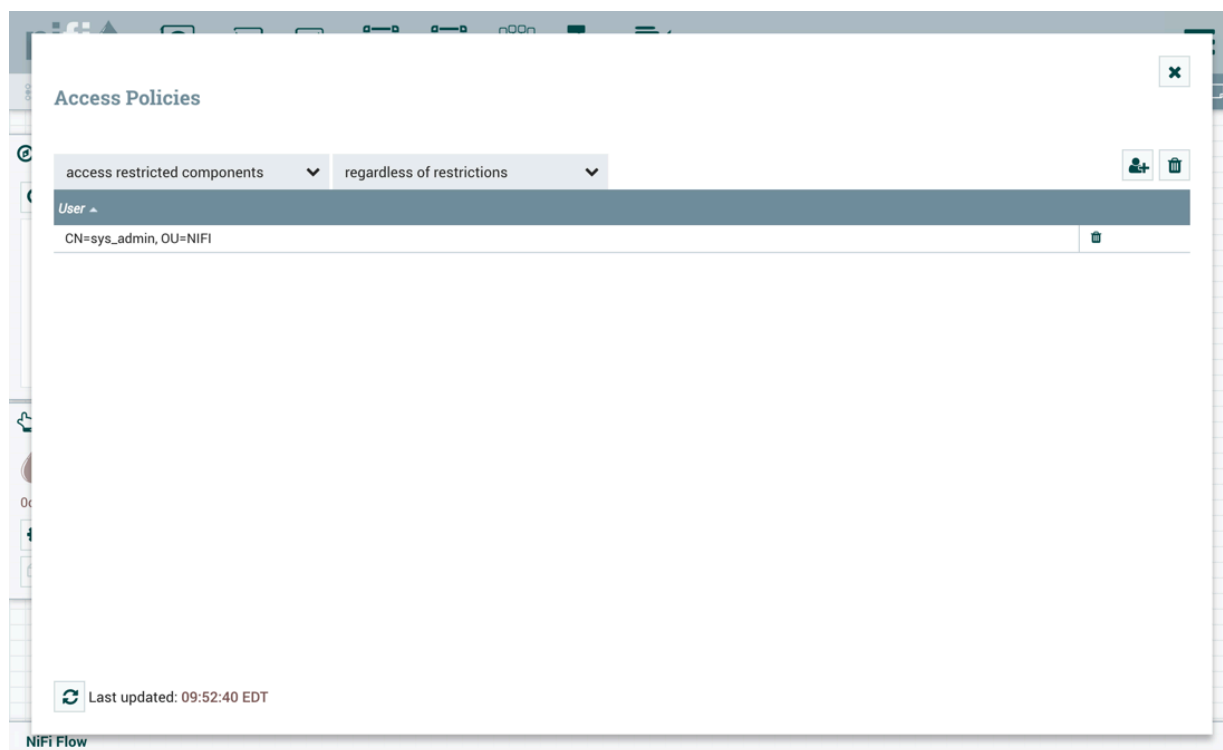 nifi
Access Policies
access restricted components
regardless of restrictions
User
CN=sys_admin, OU=NIFI
Last updated: 09:52:40 EDT
NiFi Flow